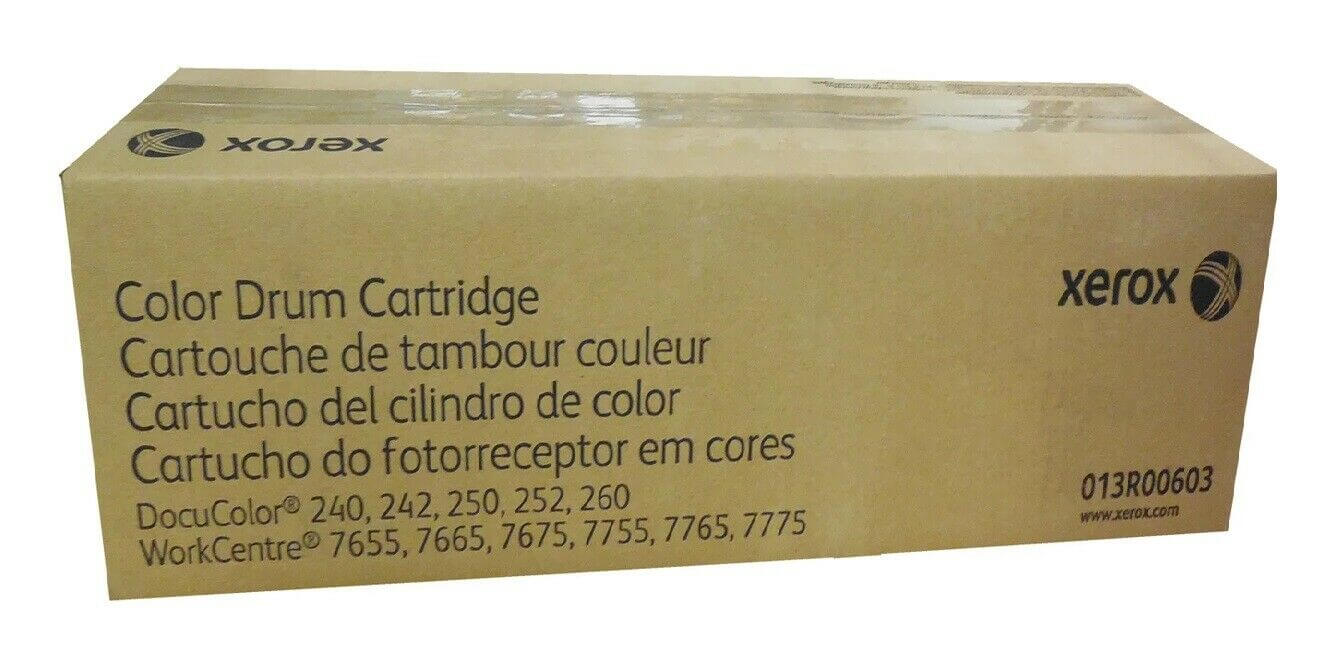 xerox
Color Drum Cartridge
Cartouche de tambour couleur
Cartucho del cilindro de color
Cartucho do fotorreceptor em cores
DocuColor® 240, 242, 250, 252, 260
WorkCentre® 7655, 7665, 7675, 7755, 7765, 7775
xerox
013R00603
www.xerox.com